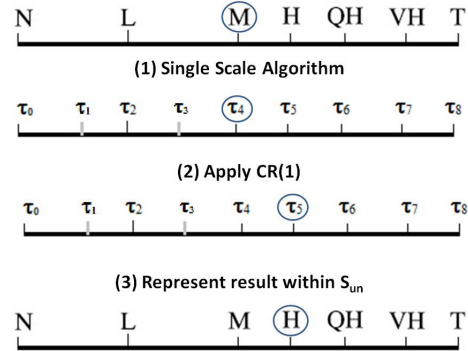 N L M H QH VH T
(1) Single Scale Algorithm
τ₀ τ₁ τ₂ τ₃ τ₄ τ₅ τ₆ τ₇ τ₈
(2) Apply CR(1)
τ₀ τ₁ τ₂ τ₃ τ₄ τ₅ τ₆ τ₇ τ₈
(3) Represent result within Sᵤₙ
N L M H QH VH T